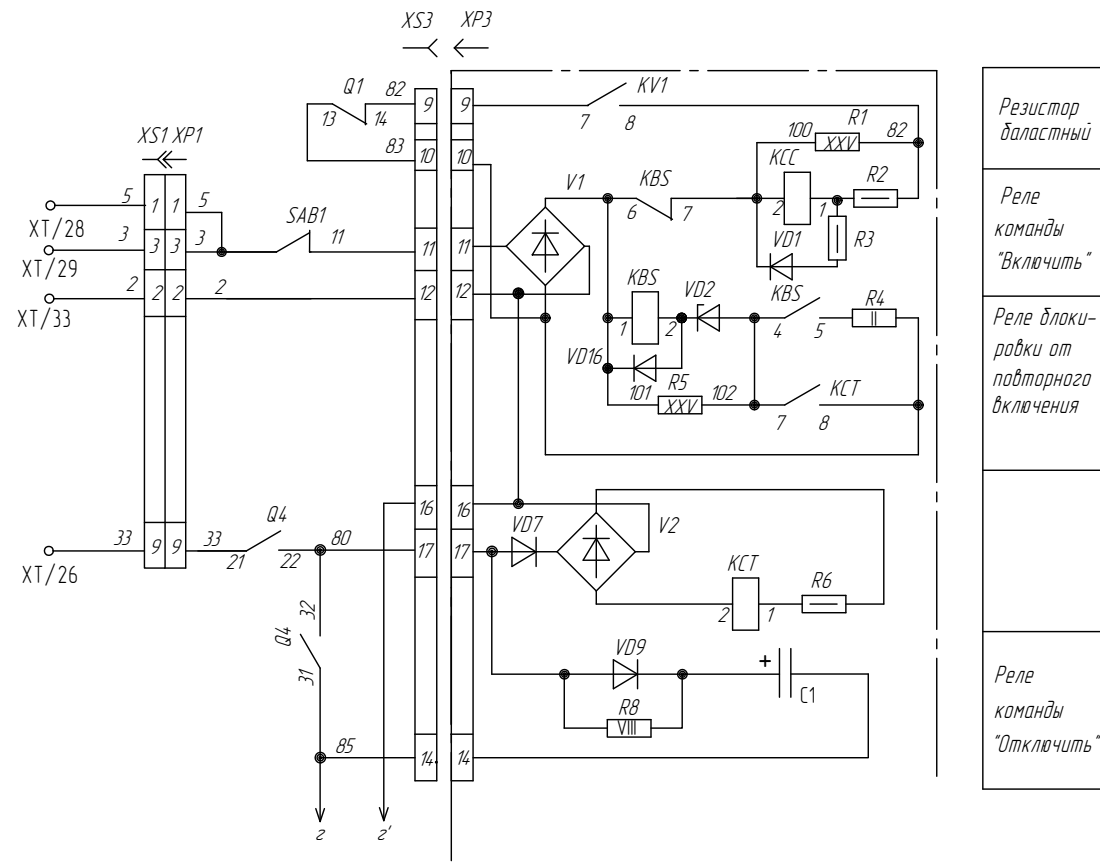 XS3 XP3
Q1 82
13 14
83
XS1 XP1
5 1 1 5
XT/28
3 3 3 3
XT/29
SAB1 11
2 2 2 2
XT/33
33 9 9 33
XT/26
Q4
21 22
80
32
Q4
31
85
г г'
9 9
10 10
11 11
12 12
16 16
17 17
14 14
KV1
7 8
R1
100 XXV 82
KCC
2 1
R2
R3
VD1
V1
KBS
6 7
KBS
1 2
VD2
KBS
4 5
R4
II
VD16
R5
101 XXV 102
KCT
7 8
VD7
V2
KCT
2 1
R6
VD9
R8
VIII
+
C1
Резистор
баластный
Реле
команды
"Включить"
Реле блоки-
ровки от
повторного
включения
Реле
команды
"Отключить"